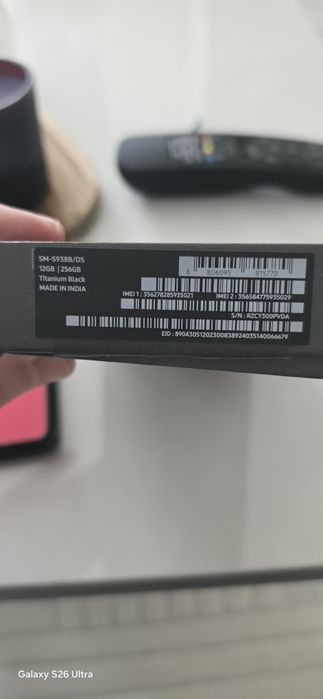 SM-S938B/DS
12GB | 256GB
Titanium Black
MADE IN INDIA
8 806095 815770
IMEI 1 : 356278285935021 IMEI 2 : 356584775935029
S/N : RZCY300PVDA
EID : 89043051202300838924035140066679
Galaxy S26 Ultra